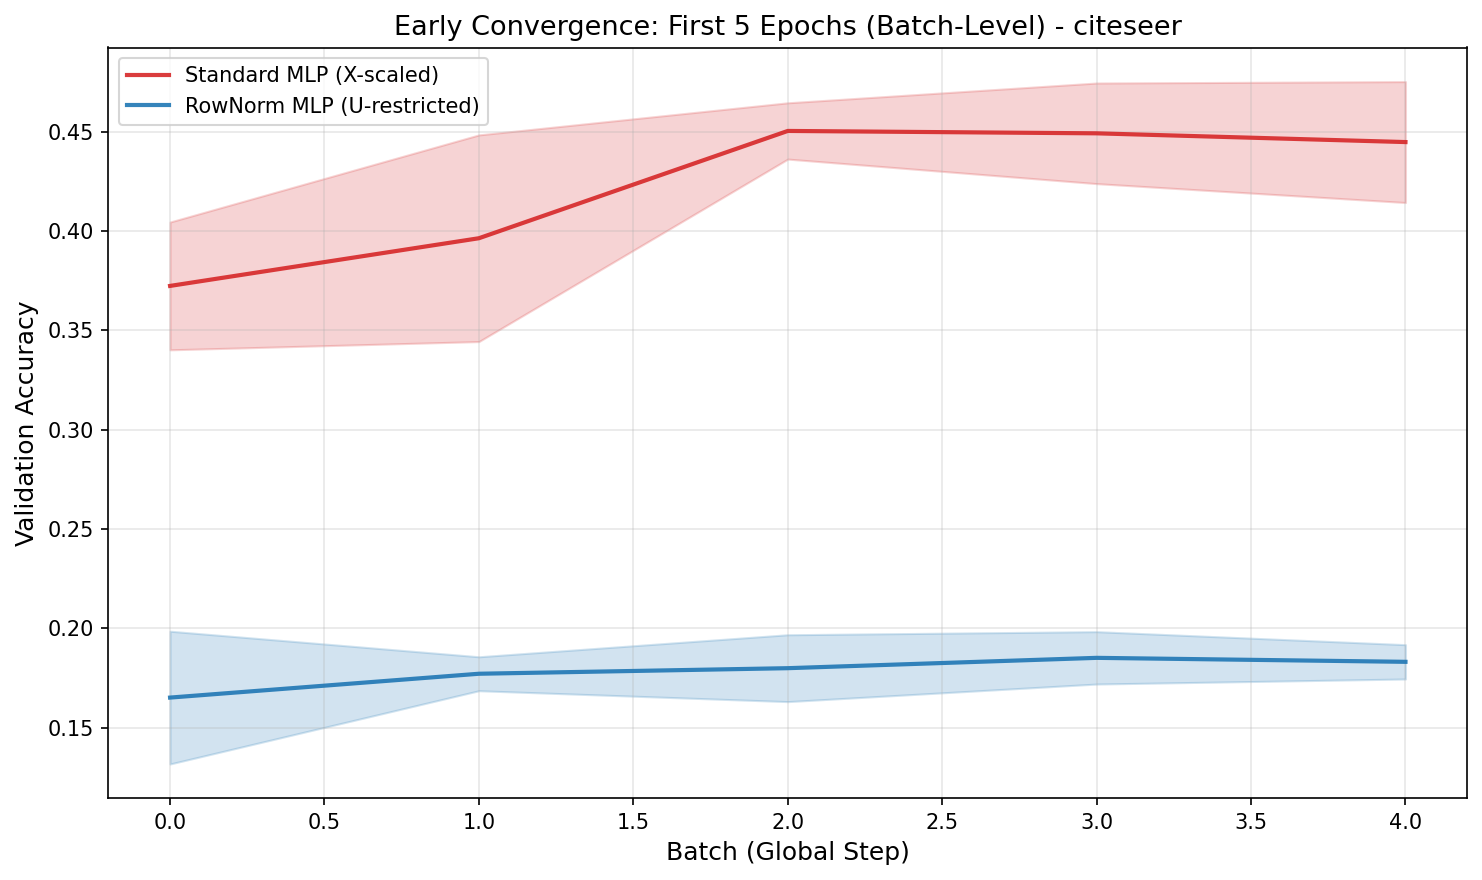 Early Convergence: First 5 Epochs (Batch-Level) - citeseer
Standard MLP (X-scaled)
RowNorm MLP (U-restricted)
Validation Accuracy
0.45
0.40
0.35
0.30
0.25
0.20
0.15
0.0 0.5 1.0 1.5 2.0 2.5 3.0 3.5 4.0
Batch (Global Step)